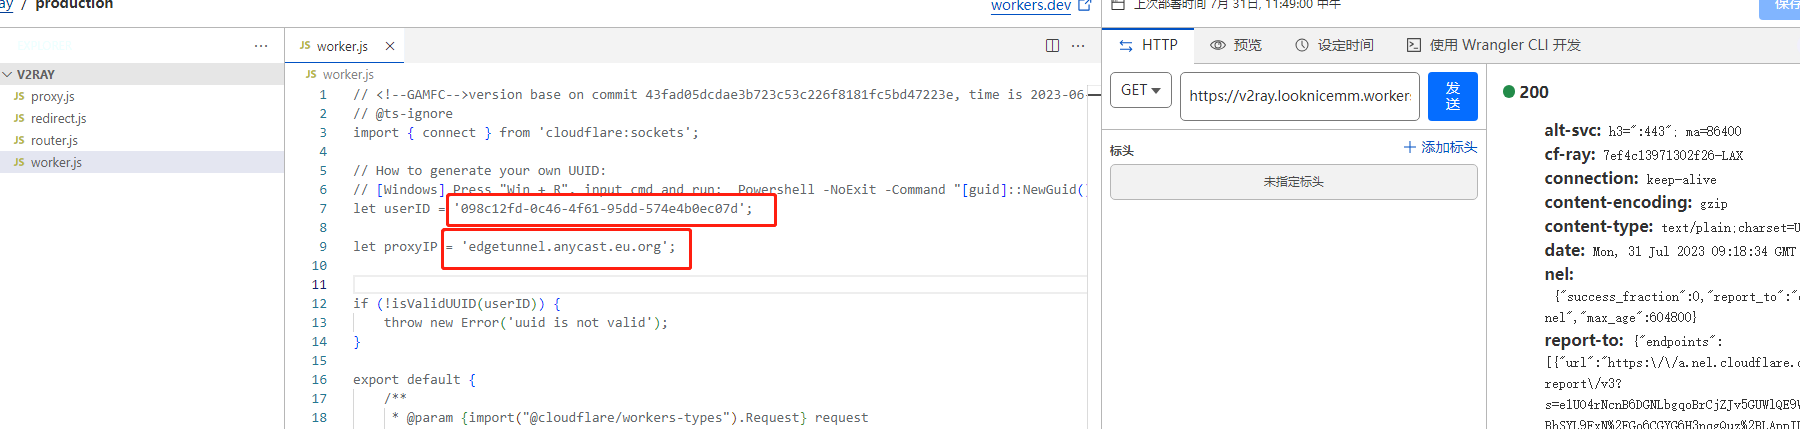 ay / production
workers.dev
上次部署时间 7月 31日, 11:49:00 中午
保存
V2RAY
JS proxy.js
JS redirect.js
JS router.js
JS worker.js
JS worker.js
JS worker.js
1 // <!--GAMFC-->version base on commit 43fad05dcdae3b723c53c226f8181fc5bd47223e, time is 2023-06
2 // @ts-ignore
3 import { connect } from 'cloudflare:sockets';
4
5 // How to generate your own UUID:
6 // [Windows] Press "Win + R", input cmd and run: Powershell -NoExit -Command "[guid]::NewGuid()
7 let userID = '098c12fd-0c46-4f61-95dd-574e4b0ec07d';
8
9 let proxyIP = 'edgetunnel.anycast.eu.org';
10
11
12 if (!isValidUUID(userID)) {
13 throw new Error('uuid is not valid');
14 }
15
16 export default {
17 /**
18 * @param {import("@cloudflare/workers-types").Request} request
HTTP
预览
设定时间
使用 Wrangler CLI 开发
GET
https://v2ray.looknicemm.workers
发送
标头
添加标头
未指定标头
200
alt-svc: h3=":443"; ma=86400
cf-ray: 7ef4c13971302f26-LAX
connection: keep-alive
content-encoding: gzip
content-type: text/plain;charset=U
date: Mon, 31 Jul 2023 09:18:34 GMT
nel:
{"success_fraction":0,"report_to":"c
nel","max_age":604800}
report-to: {"endpoints":
[{"url":"https:\/\/a.nel.cloudflare.c
report\/v3?